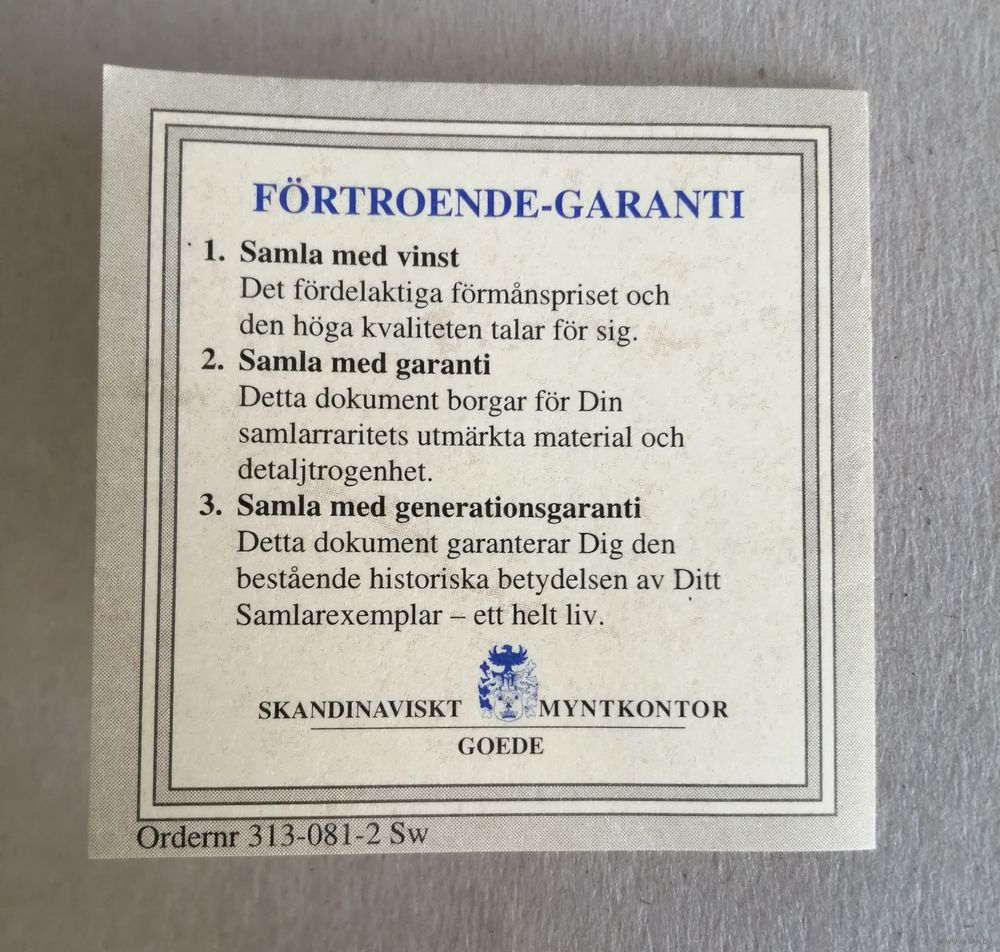 FÖRTROENDE-GARANTI
1. Samla med vinst
Det fördelaktiga förmånspriset och
den höga kvaliteten talar för sig.
2. Samla med garanti
Detta dokument borgar för Din
samlarraritets utmärkta material och
detaljtrogenhet.
3. Samla med generationsgaranti
Detta dokument garanterar Dig den
bestående historiska betydelsen av Ditt
Samlarexemplar – ett helt liv.
SKANDINAVISKT MYNTKONTOR
GOEDE
Ordernr 313-081-2 Sw